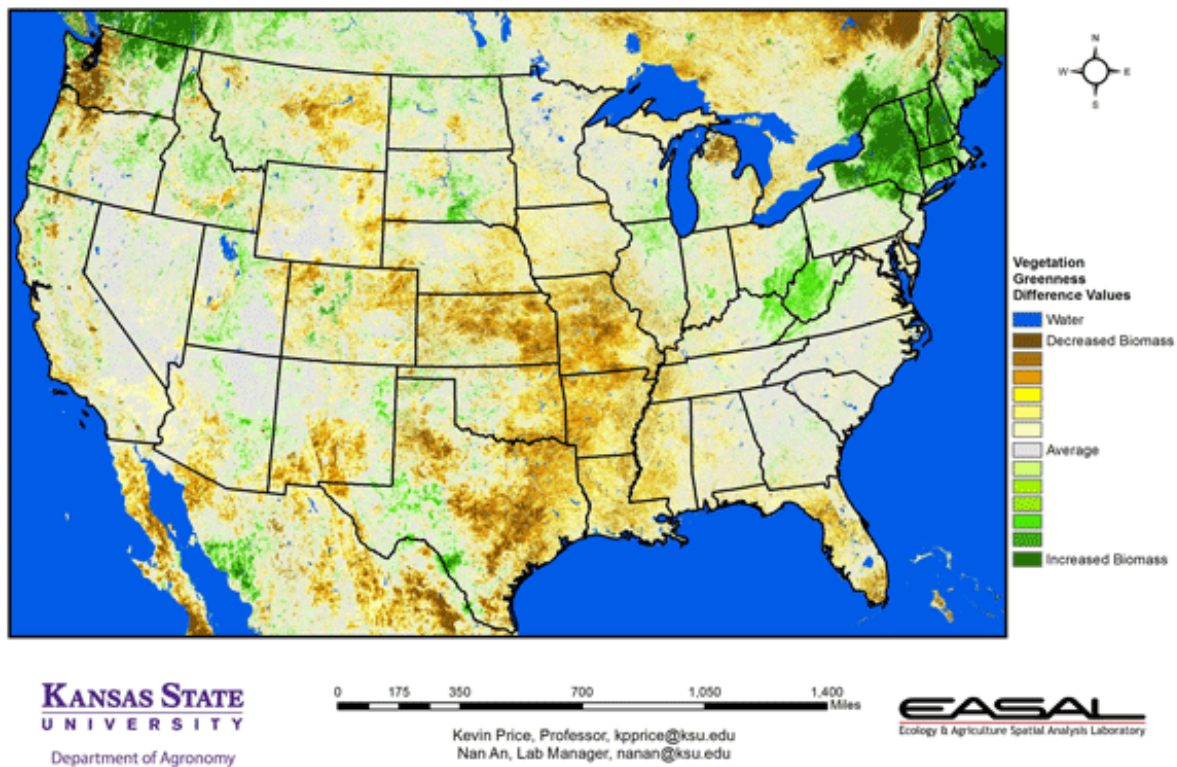 N
W
E
S
Vegetation
Greenness
Difference Values
Water
Decreased Biomass
Average
Increased Biomass
KANSAS STATE
UNIVERSITY
Department of Agronomy
0 175 350 700 1,050 1,400
Miles
Kevin Price, Professor, kpprice@ksu.edu
Nan An, Lab Manager, nanan@ksu.edu
EASAL
Ecology & Agriculture Spatial Analysis Laboratory